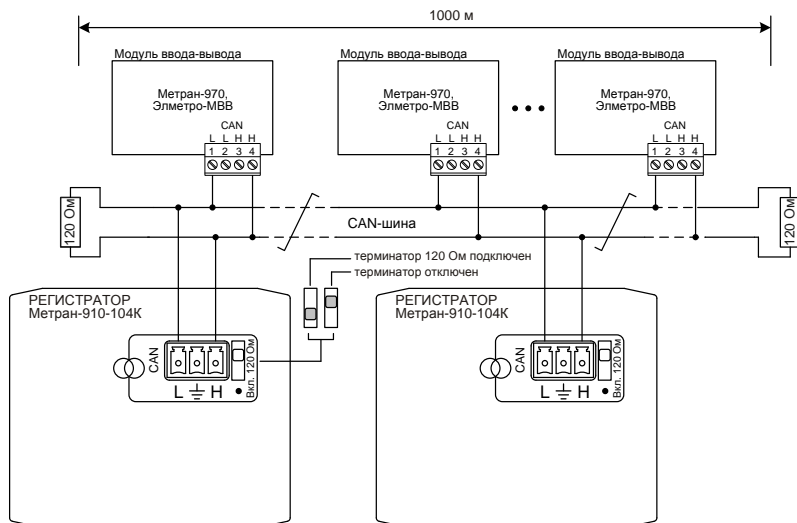 1000 м
Модуль ввода-вывода
Метран-970,
Элметро-МВВ
CAN
L L H H
1 2 3 4
Модуль ввода-вывода
Метран-970,
Элметро-МВВ
CAN
L L H H
1 2 3 4
Модуль ввода-вывода
Метран-970,
Элметро-МВВ
CAN
L L H H
1 2 3 4
120 Ом
CAN-шина
120 Ом
терминатор 120 Ом подключен
терминатор отключен
РЕГИСТРАТОР
Метран-910-104К
CAN
L H
Вкл. 120 Ом
РЕГИСТРАТОР
Метран-910-104К
CAN
L H
Вкл. 120 Ом